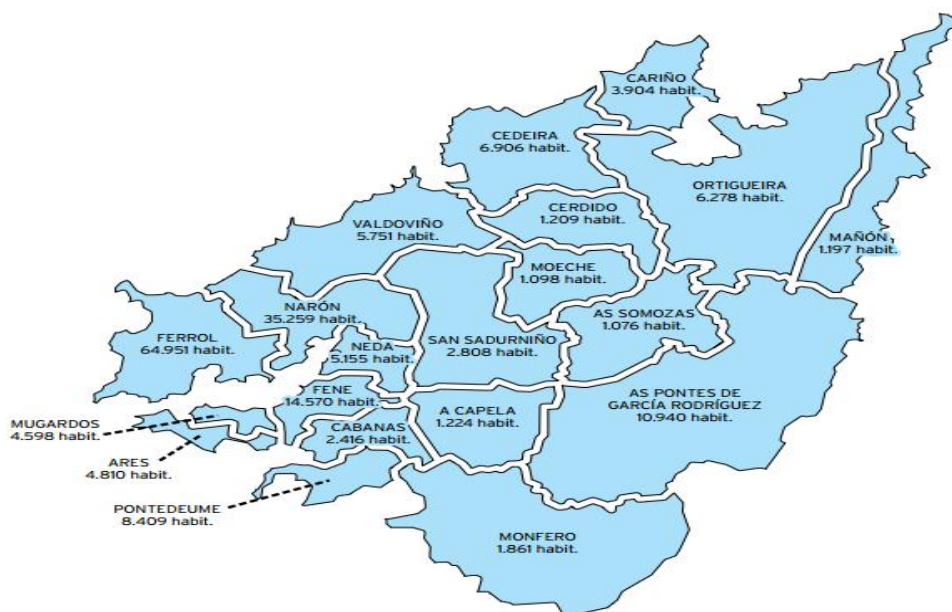 CARIÑO
3.904 habit.
CEDEIRA
6.906 habit.
ORTIGUEIRA
6.278 habit.
CERDIDO
1.209 habit.
VALDOVIÑO
5.751 habit.
MAÑÓN
1.197 habit.
MOECHE
1.098 habit.
NARÓN
35.259 habit.
AS SOMOZAS
1.076 habit.
FERROL
64.951 habit.
SAN SADURNIÑO
2.808 habit.
NEDA
5.155 habit.
FENE
14.570 habit.
AS PONTES DE
GARCÍA RODRÍGUEZ
10.940 habit.
A CAPELA
1.224 habit.
MUGARDOS
4.598 habit.
CABANAS
2.416 habit.
ARES
4.810 habit.
PONTEDEUME
8.409 habit.
MONFERO
1.861 habit.